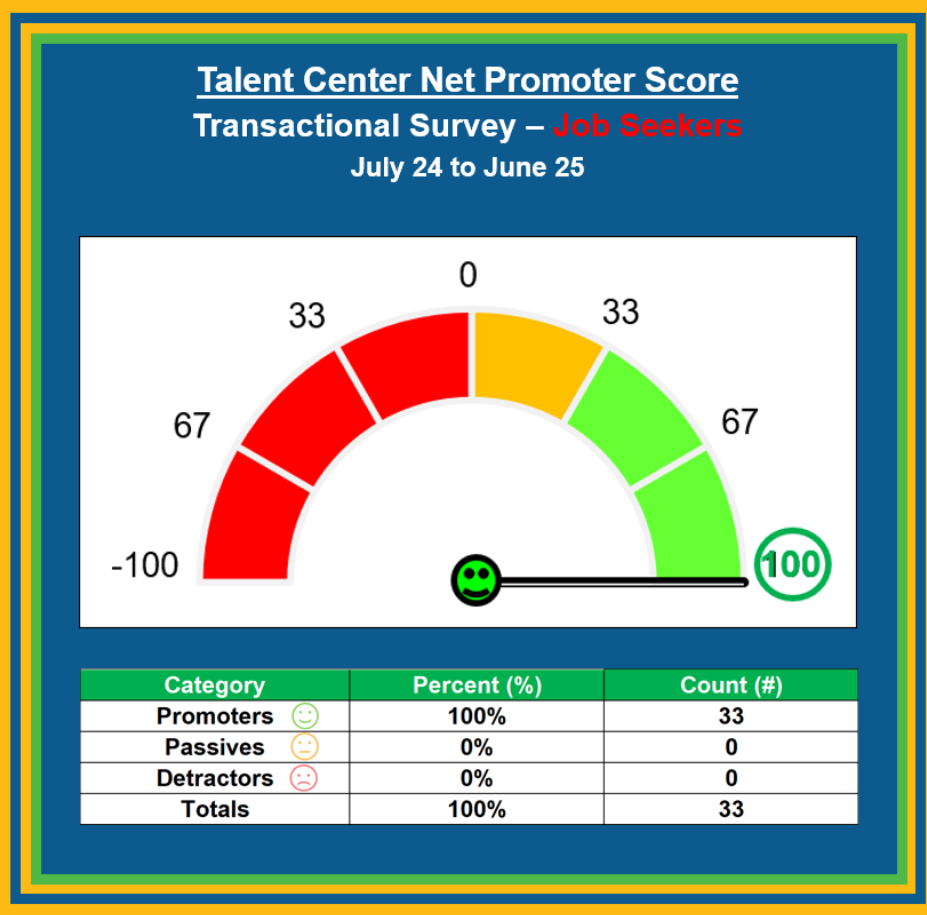 Talent Center Net Promoter Score
Transactional Survey – Job Seekers
July 24 to June 25
0
33 33
67 67
-100 100
Category Percent (%) Count (#)
Promoters 100% 33
Passives 0% 0
Detractors 0% 0
Totals 100% 33